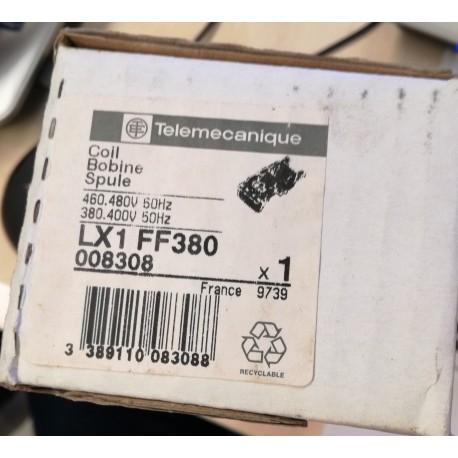 Telemecanique
Coil
Bobine
Spule
460.480V 60Hz
380.400V 50Hz
LX1 FF380
008308
x 1
France 9739
3 389110 083088
RECYCLABLE